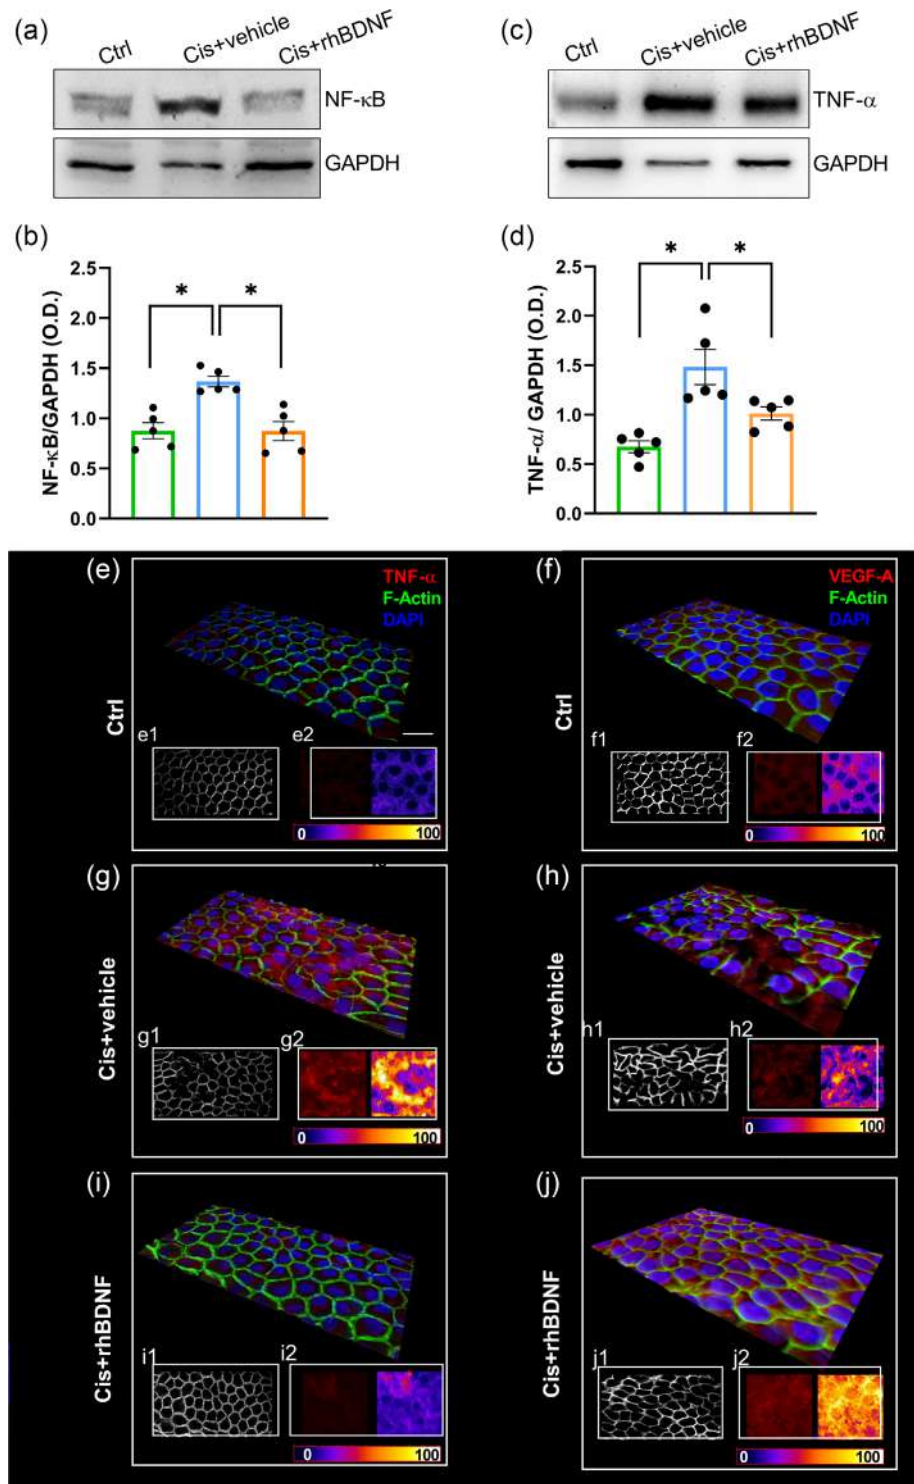 (a)
Ctrl
Cis+vehicle
Cis+rhBDNF
NF-κB
GAPDH
(c)
Ctrl
Cis+vehicle
Cis+rhBDNF
TNF-α
GAPDH
(b)
NF-κB/GAPDH (O.D.)
2.5
2.0
1.5
1.0
0.5
0.0
*
*
(d)
TNF-α/ GAPDH (O.D.)
2.5
2.0
1.5
1.0
0.5
0.0
*
*
(e)
TNF-α
F-Actin
DAPI
Ctrl
e1
e2
0 100
(f)
VEGF-A
F-Actin
DAPI
f1
f2
0 100
(g)
Cis+vehicle
g1
g2
0 100
(h)
Cis+vehicle
h1
h2
0 100
(i)
Cis+rhBDNF
i1
i2
0 100
(j)
Cis+rhBDNF
j1
j2
0 100
Ctrl